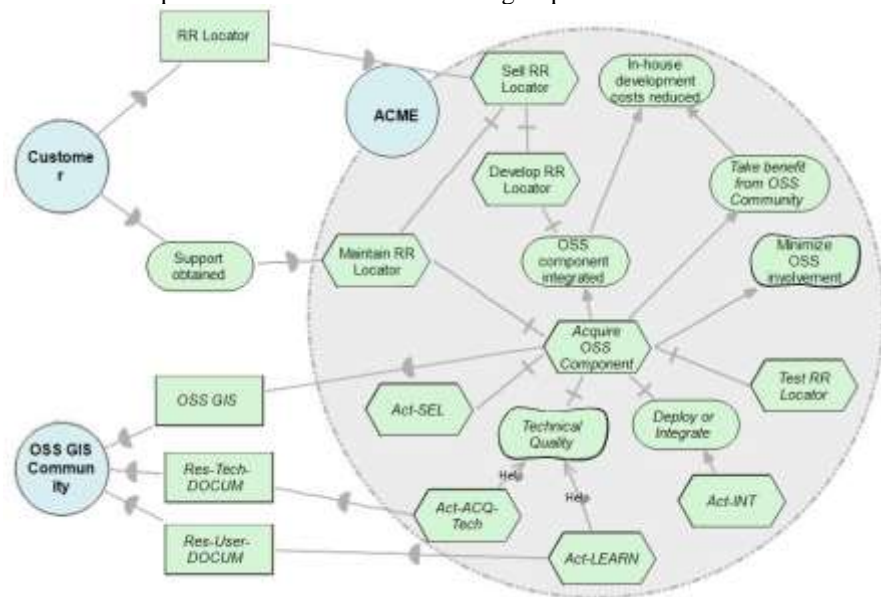 RR Locator
Sell RR
Locator
In-house
development
costs reduced
ACME
Custome
r
Develop RR
Locator
Take benefit
from OSS
Community
Support
obtained
Maintain RR
Locator
OSS
component
integrated
Minimize
OSS
involvement
Acquire
OSS
Component
OSS GIS
Act-SEL
Technical
Quality
Deploy or
Integrate
Test RR
Locator
OSS GIS
Commun
ity
Res-Tech-
DOCUM
Help
Help
Act-ACQ-
Tech
Act-INT
Res-User-
DOCUM
Act-LEARN